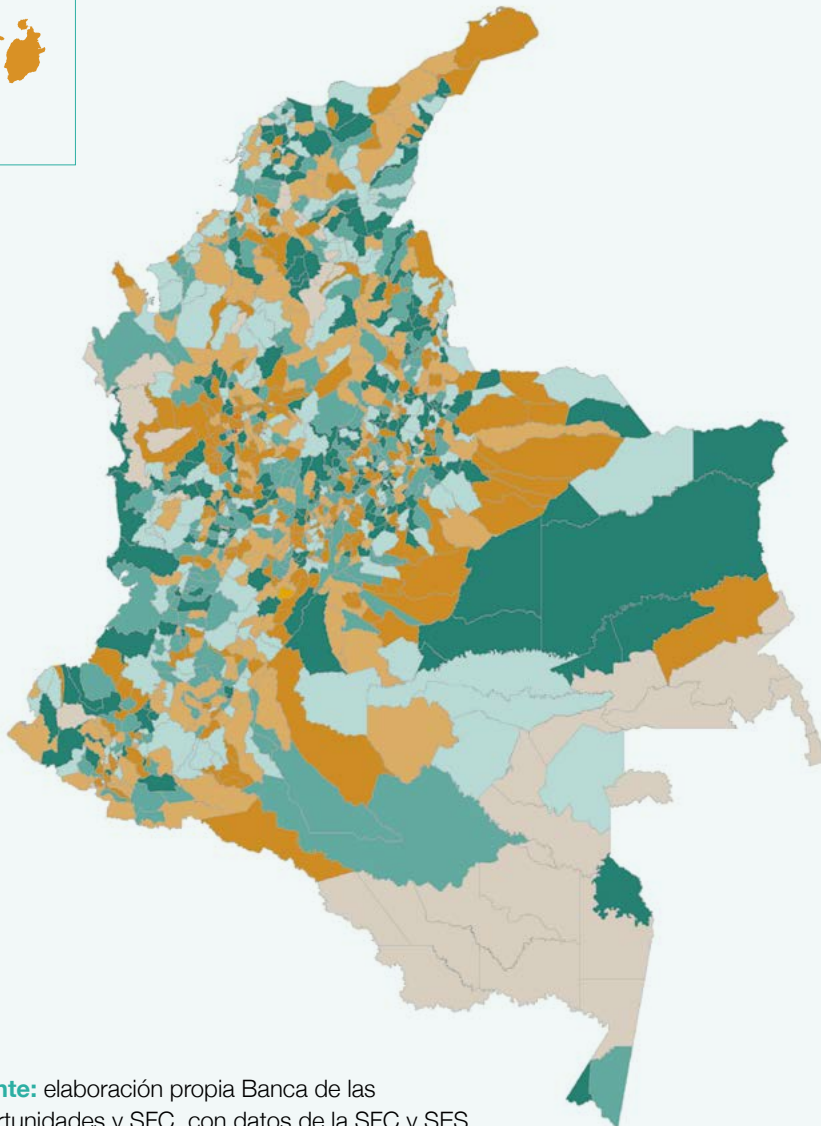 nte: elaboración propia Banca de las
rtunidades y SFC, con datos de la SFC y SES